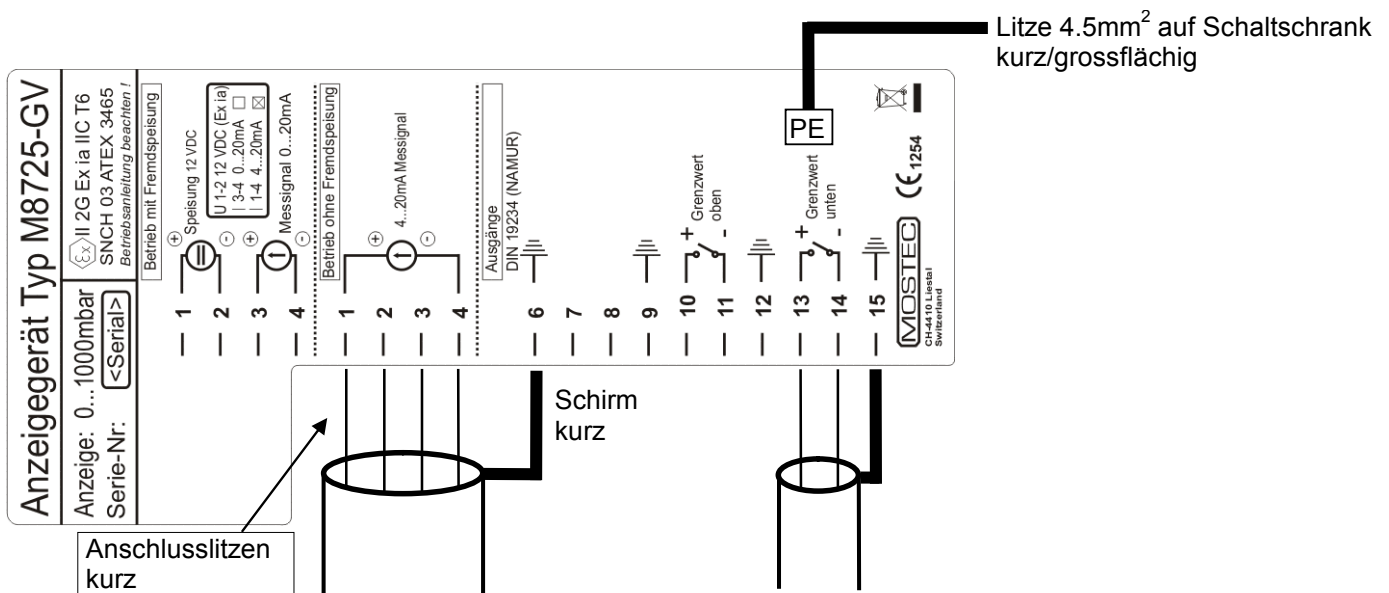 Litze 4.5mm² auf Schaltschrank
kurz/grossflächig
PE
Anzeigegerät Typ M8725-GV
Anzeige: 0...1000mbar
Serie-Nr: <Serial>
Ex II 2G Ex ia IIC T6
SNCH 03 ATEX 3465
Betriebsanleitung beachten !
Betrieb mit Fremdspeisung
+
Speisung 12 VDC
-
U 1-2 12 VDC (Ex ia)
I 3-4 0...20mA ☐
I 1-4 4...20mA ☒
+
Messignal 0...20mA
-
1
2
3
4
Betrieb ohne Fremdspeisung
+
4...20mA Messignal
-
1
2
3
4
Ausgänge
DIN 19234 (NAMUR)
6
7
8
9
10
11
+
-
Grenzwert
oben
12
13
14
+
-
Grenzwert
unten
15
CE 1254
MOSTEC
CH-4410 Liestal
Switzerland
Schirm
kurz
Anschlusslitzen
kurz